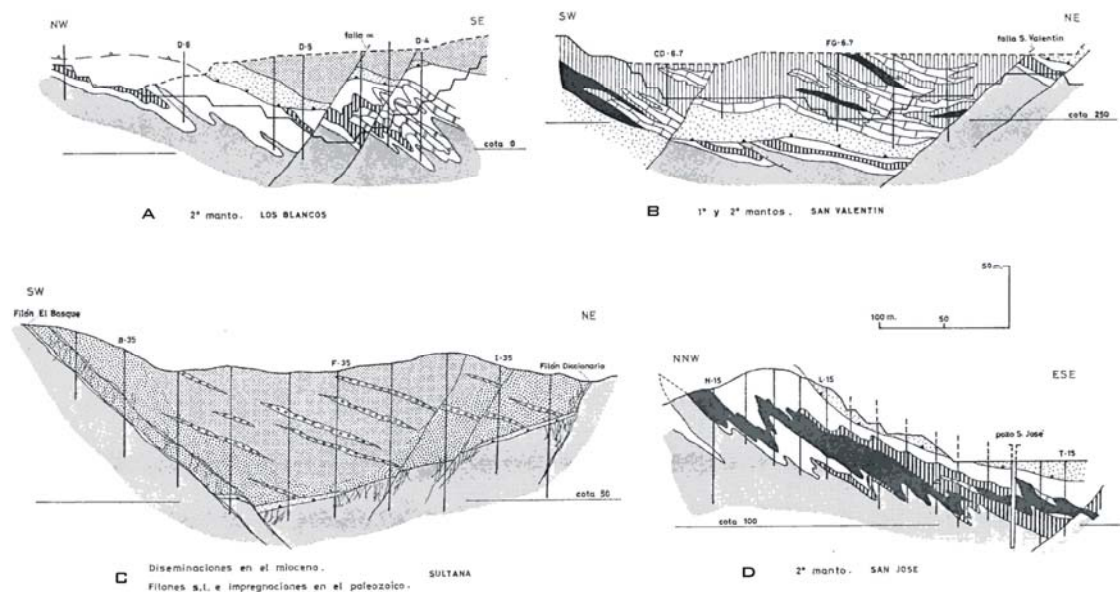 NW
SE
D-6
D-5
falla
D-4
cota 0
A 2º manto. LOS BLANCOS
SW
NE
CD-6.7
FG-6.7
falla S. Valentín
cota 250
B 1º y 2º mantos. SAN VALENTIN
SW
NE
Filón El Bosque
B-35
F-35
I-35
Filón Diccionario
cota 50
C Diseminaciones en el mioceno.
Filones s.l. e impregnaciones en el paleozoico.
SULTANA
50 m.
100 m. 50
NNW
ESE
H-15
L-15
pozo S. José
T-15
cota 100
D 2º manto. SAN JOSE